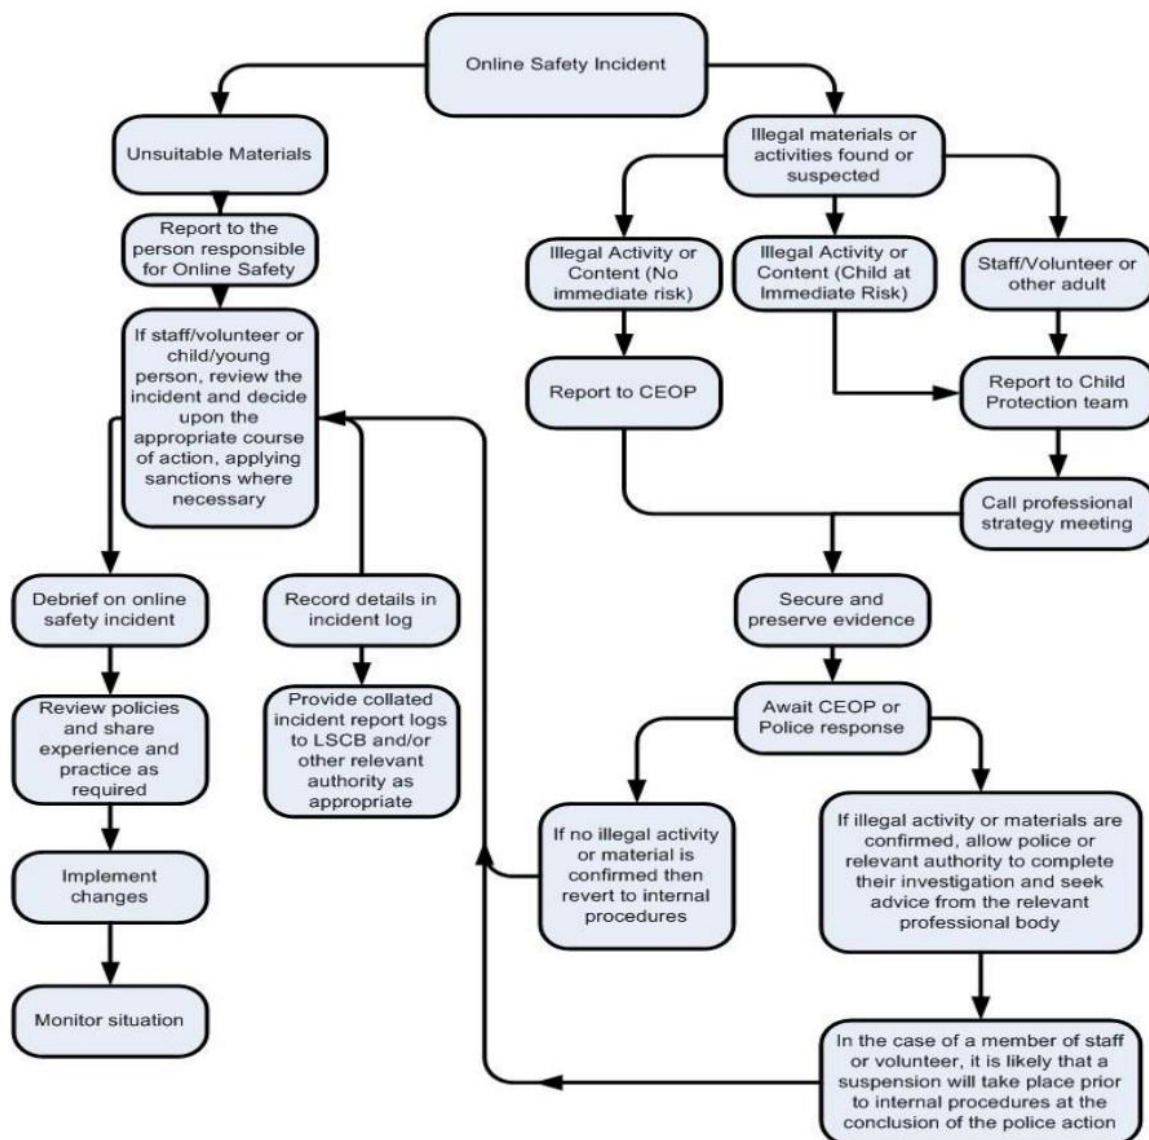 Online Safety Incident
Unsuitable Materials
Illegal materials or
activities found or
suspected
Report to the
person responsible
for Online Safety
Illegal Activity or
Content (No
immediate risk)
Illegal Activity or
Content (Child at
Immediate Risk)
Staff/Volunteer or
other adult
If staff/volunteer or
child/young
person, review the
incident and decide
upon the
appropriate course
of action, applying
sanctions where
necessary
Report to CEOP
Report to Child
Protection team
Call professional
strategy meeting
Debrief on online
safety incident
Record details in
incident log
Secure and
preserve evidence
Review policies
and share
experience and
practice as
required
Provide collated
incident report logs
to LSCB and/or
other relevant
authority as
appropriate
Await CEOP or
Police response
If no illegal activity
or material is
confirmed then
revert to internal
procedures
If illegal activity or materials are
confirmed, allow police or
relevant authority to complete
their investigation and seek
advice from the relevant
professional body
Implement
changes
Monitor situation
In the case of a member of staff
or volunteer, it is likely that a
suspension will take place prior
to internal procedures at the
conclusion of the police action